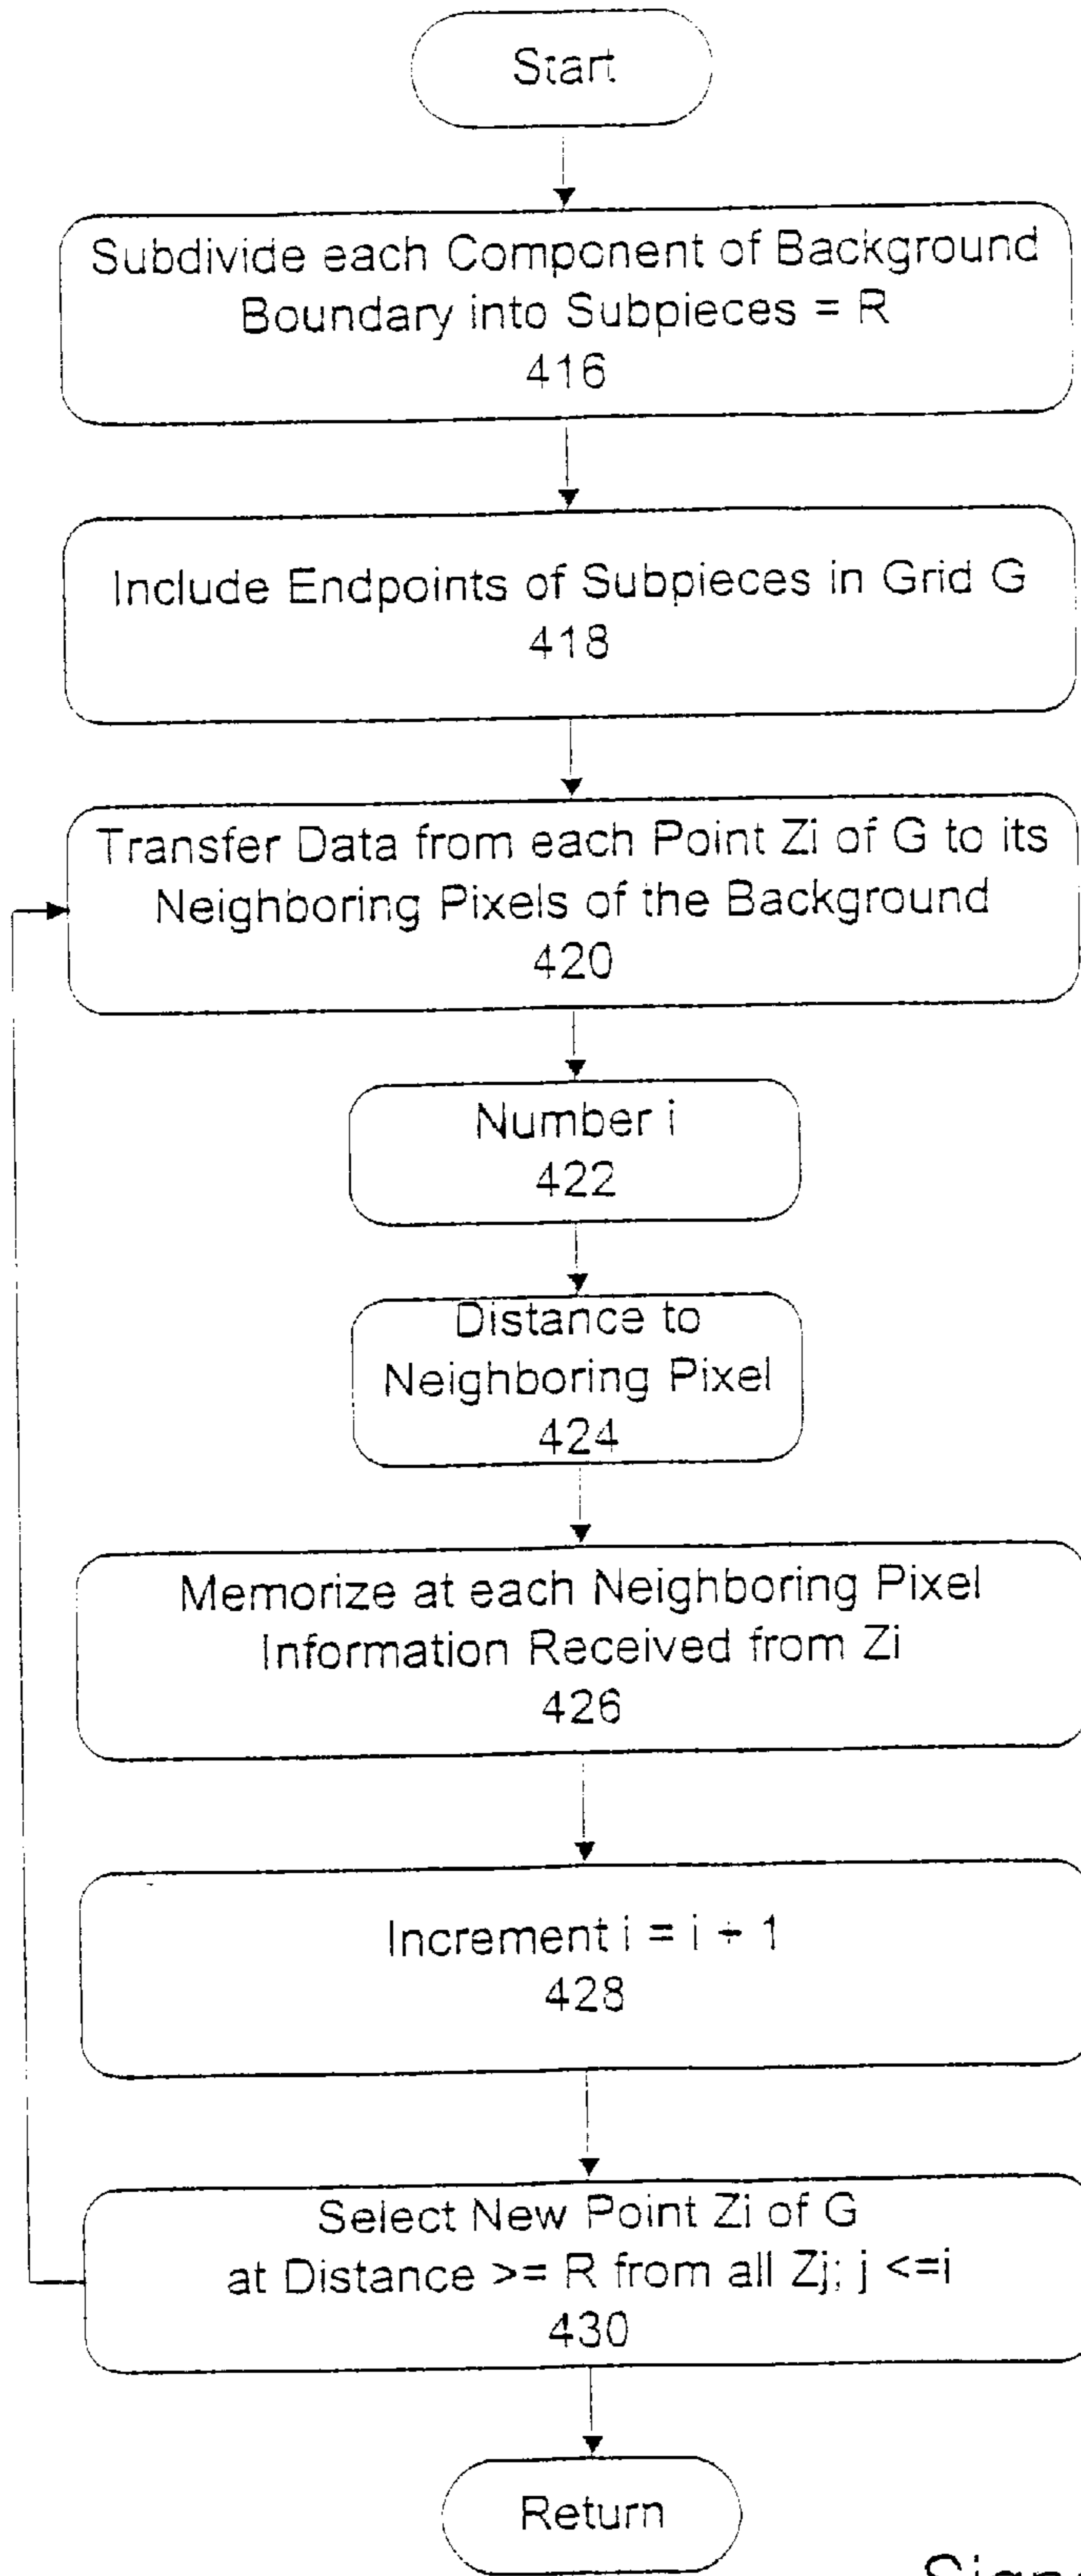 Start
Subdivide each Component of Background
Boundary into Subpieces = R
416
Include Endpoints of Subpieces in Grid G
418
Transfer Data from each Point Zi of G to its
Neighboring Pixels of the Background
420
Number i
422
Distance to
Neighboring Pixel
424
Memorize at each Neighboring Pixel
Information Received from Zi
426
Increment i = i + 1
428
Select New Point Zi of G
at Distance >= R from all Zj; j <=i
430
Return